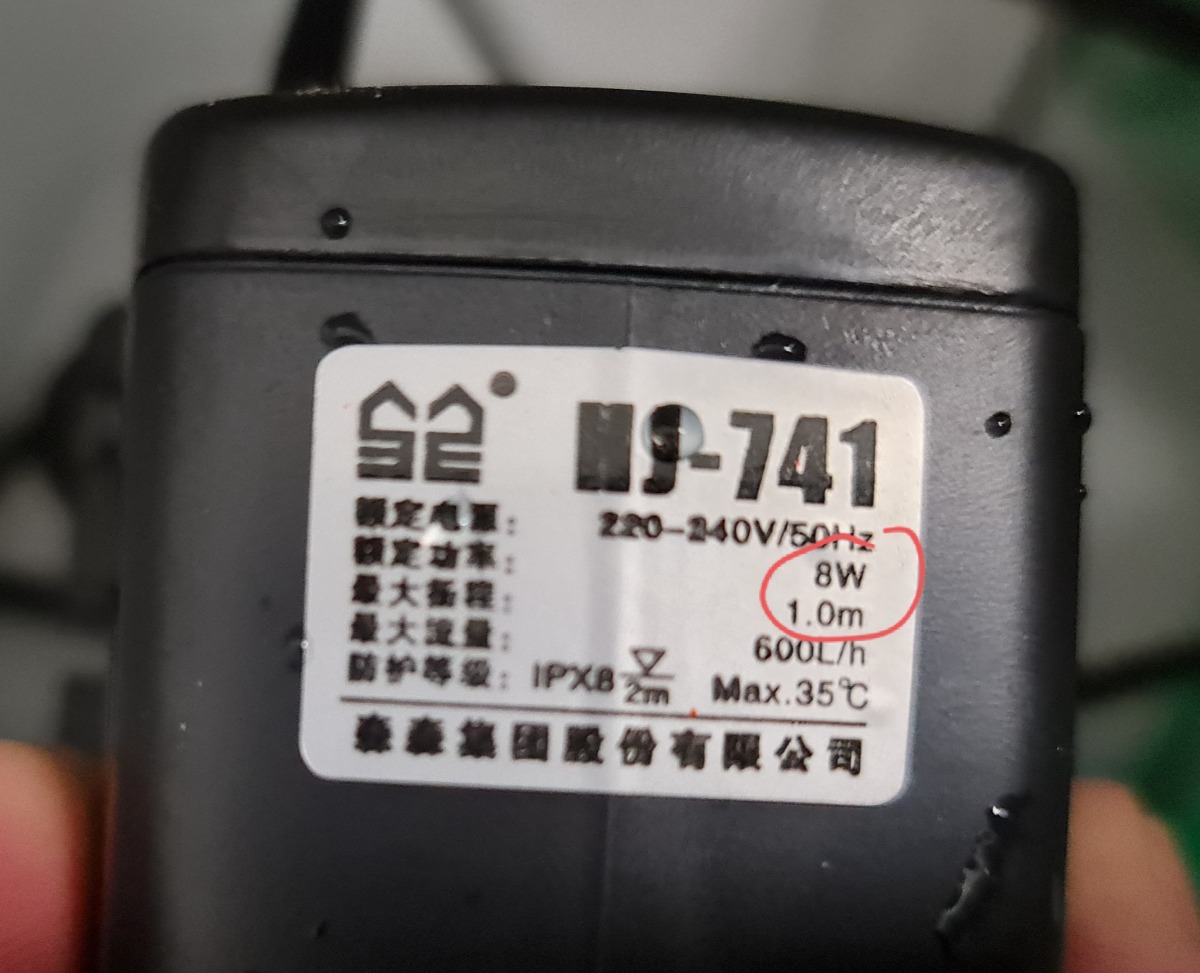 HJ-741
额定电源: 220-240V/50Hz
额定功率: 8W
最大扬程: 1.0m
最大流量: 600L/h
防护等级: IPX8 2m Max.35℃
森森集团股份有限公司